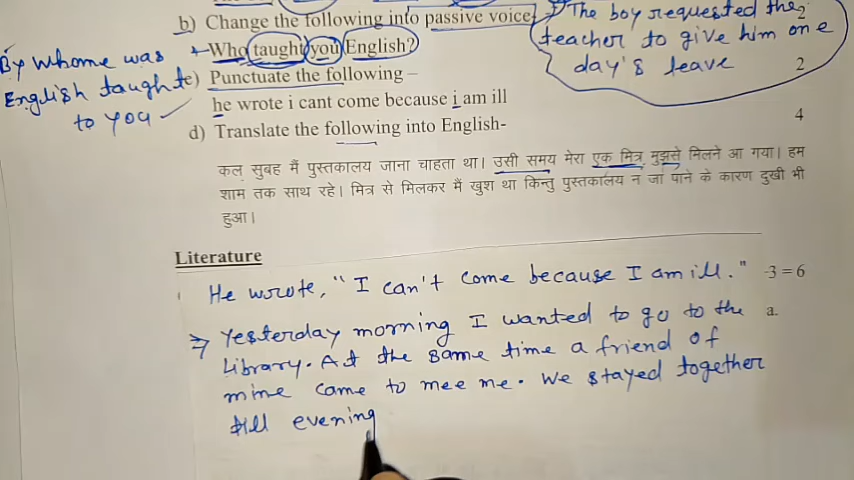 b) Change the following into passive voice. 2
Who taught you English?
c) Punctuate the following – 2
he wrote i cant come because i am ill
d) Translate the following into English- 4
कल सुबह मैं पुस्तकालय जाना चाहता था। उसी समय मेरा एक मित्र मुझसे मिलने आ गया। हम
शाम तक साथ रहे। मित्र से मिलकर मैं खुश था किन्तु पुस्तकालय न जा पाने के कारण दुखी भी
हुआ।
The boy requested the
teacher to give him one
day's leave
By whome was
English taught
to you
Literature
He wrote, "I can't come because I am ill." -3 = 6
⇒ Yesterday morning I wanted to go to the a.
Library. At the same time a friend of
mine came to mee me. We stayed together
till evening